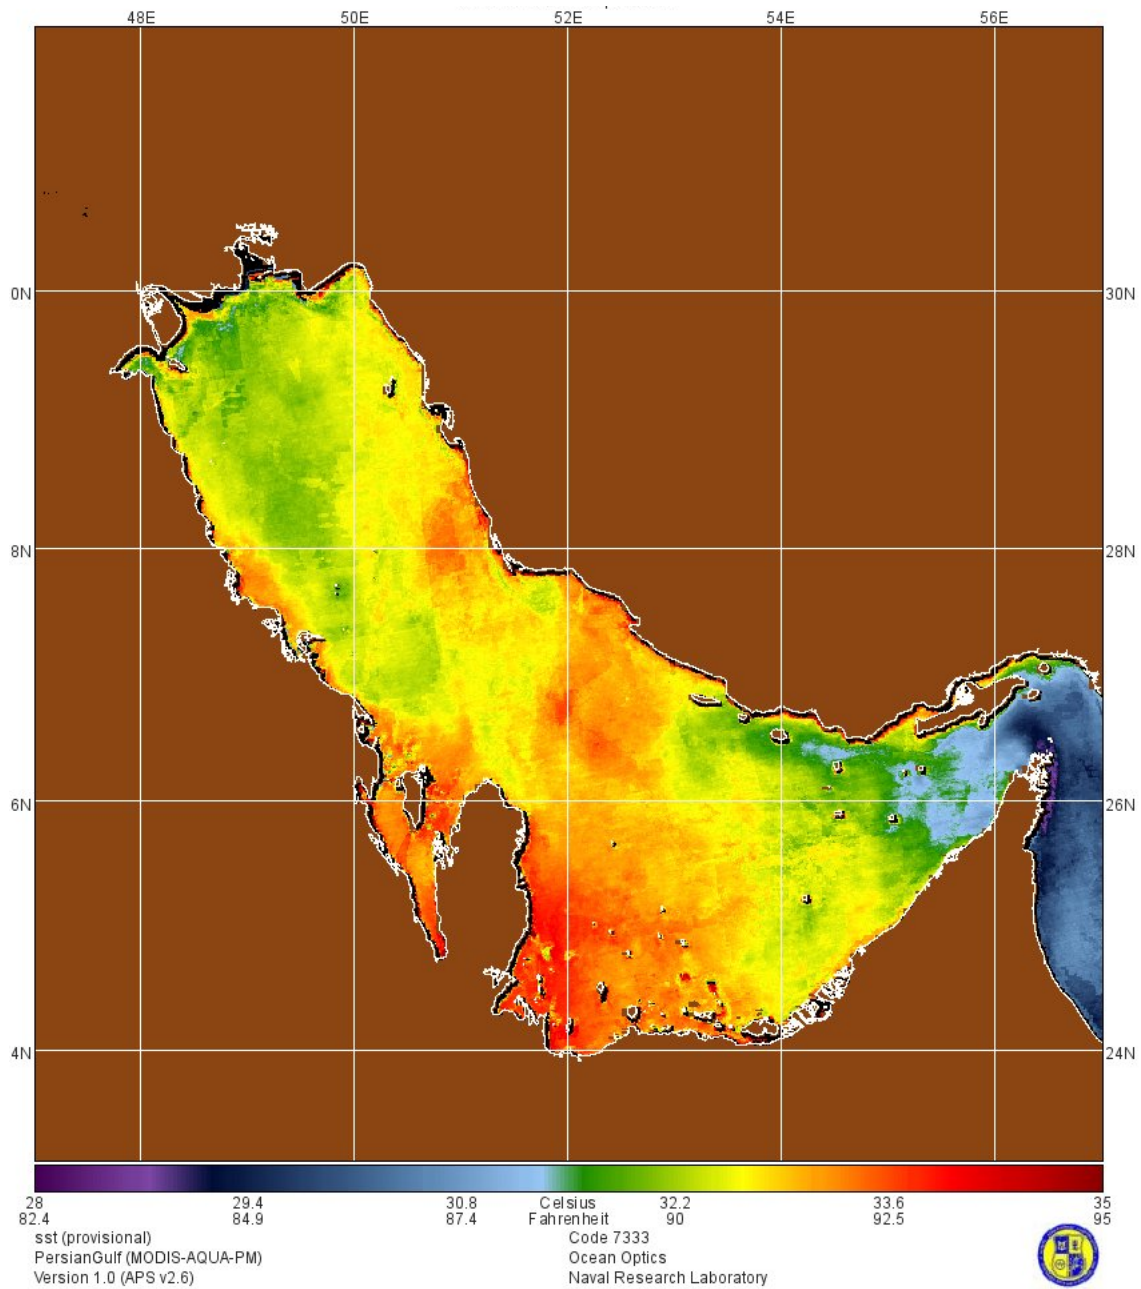 48E 50E 52E 54E 56E
0N 30N
8N 28N
6N 26N
4N 24N
28 29.4 30.8 Celsius 32.2 33.6 35
82.4 84.9 87.4 Fahrenheit 90 92.5 95
sst (provisional) Code 7333
PersianGulf (MODIS-AQUA-PM) Ocean Optics
Version 1.0 (APS v2.6) Naval Research Laboratory